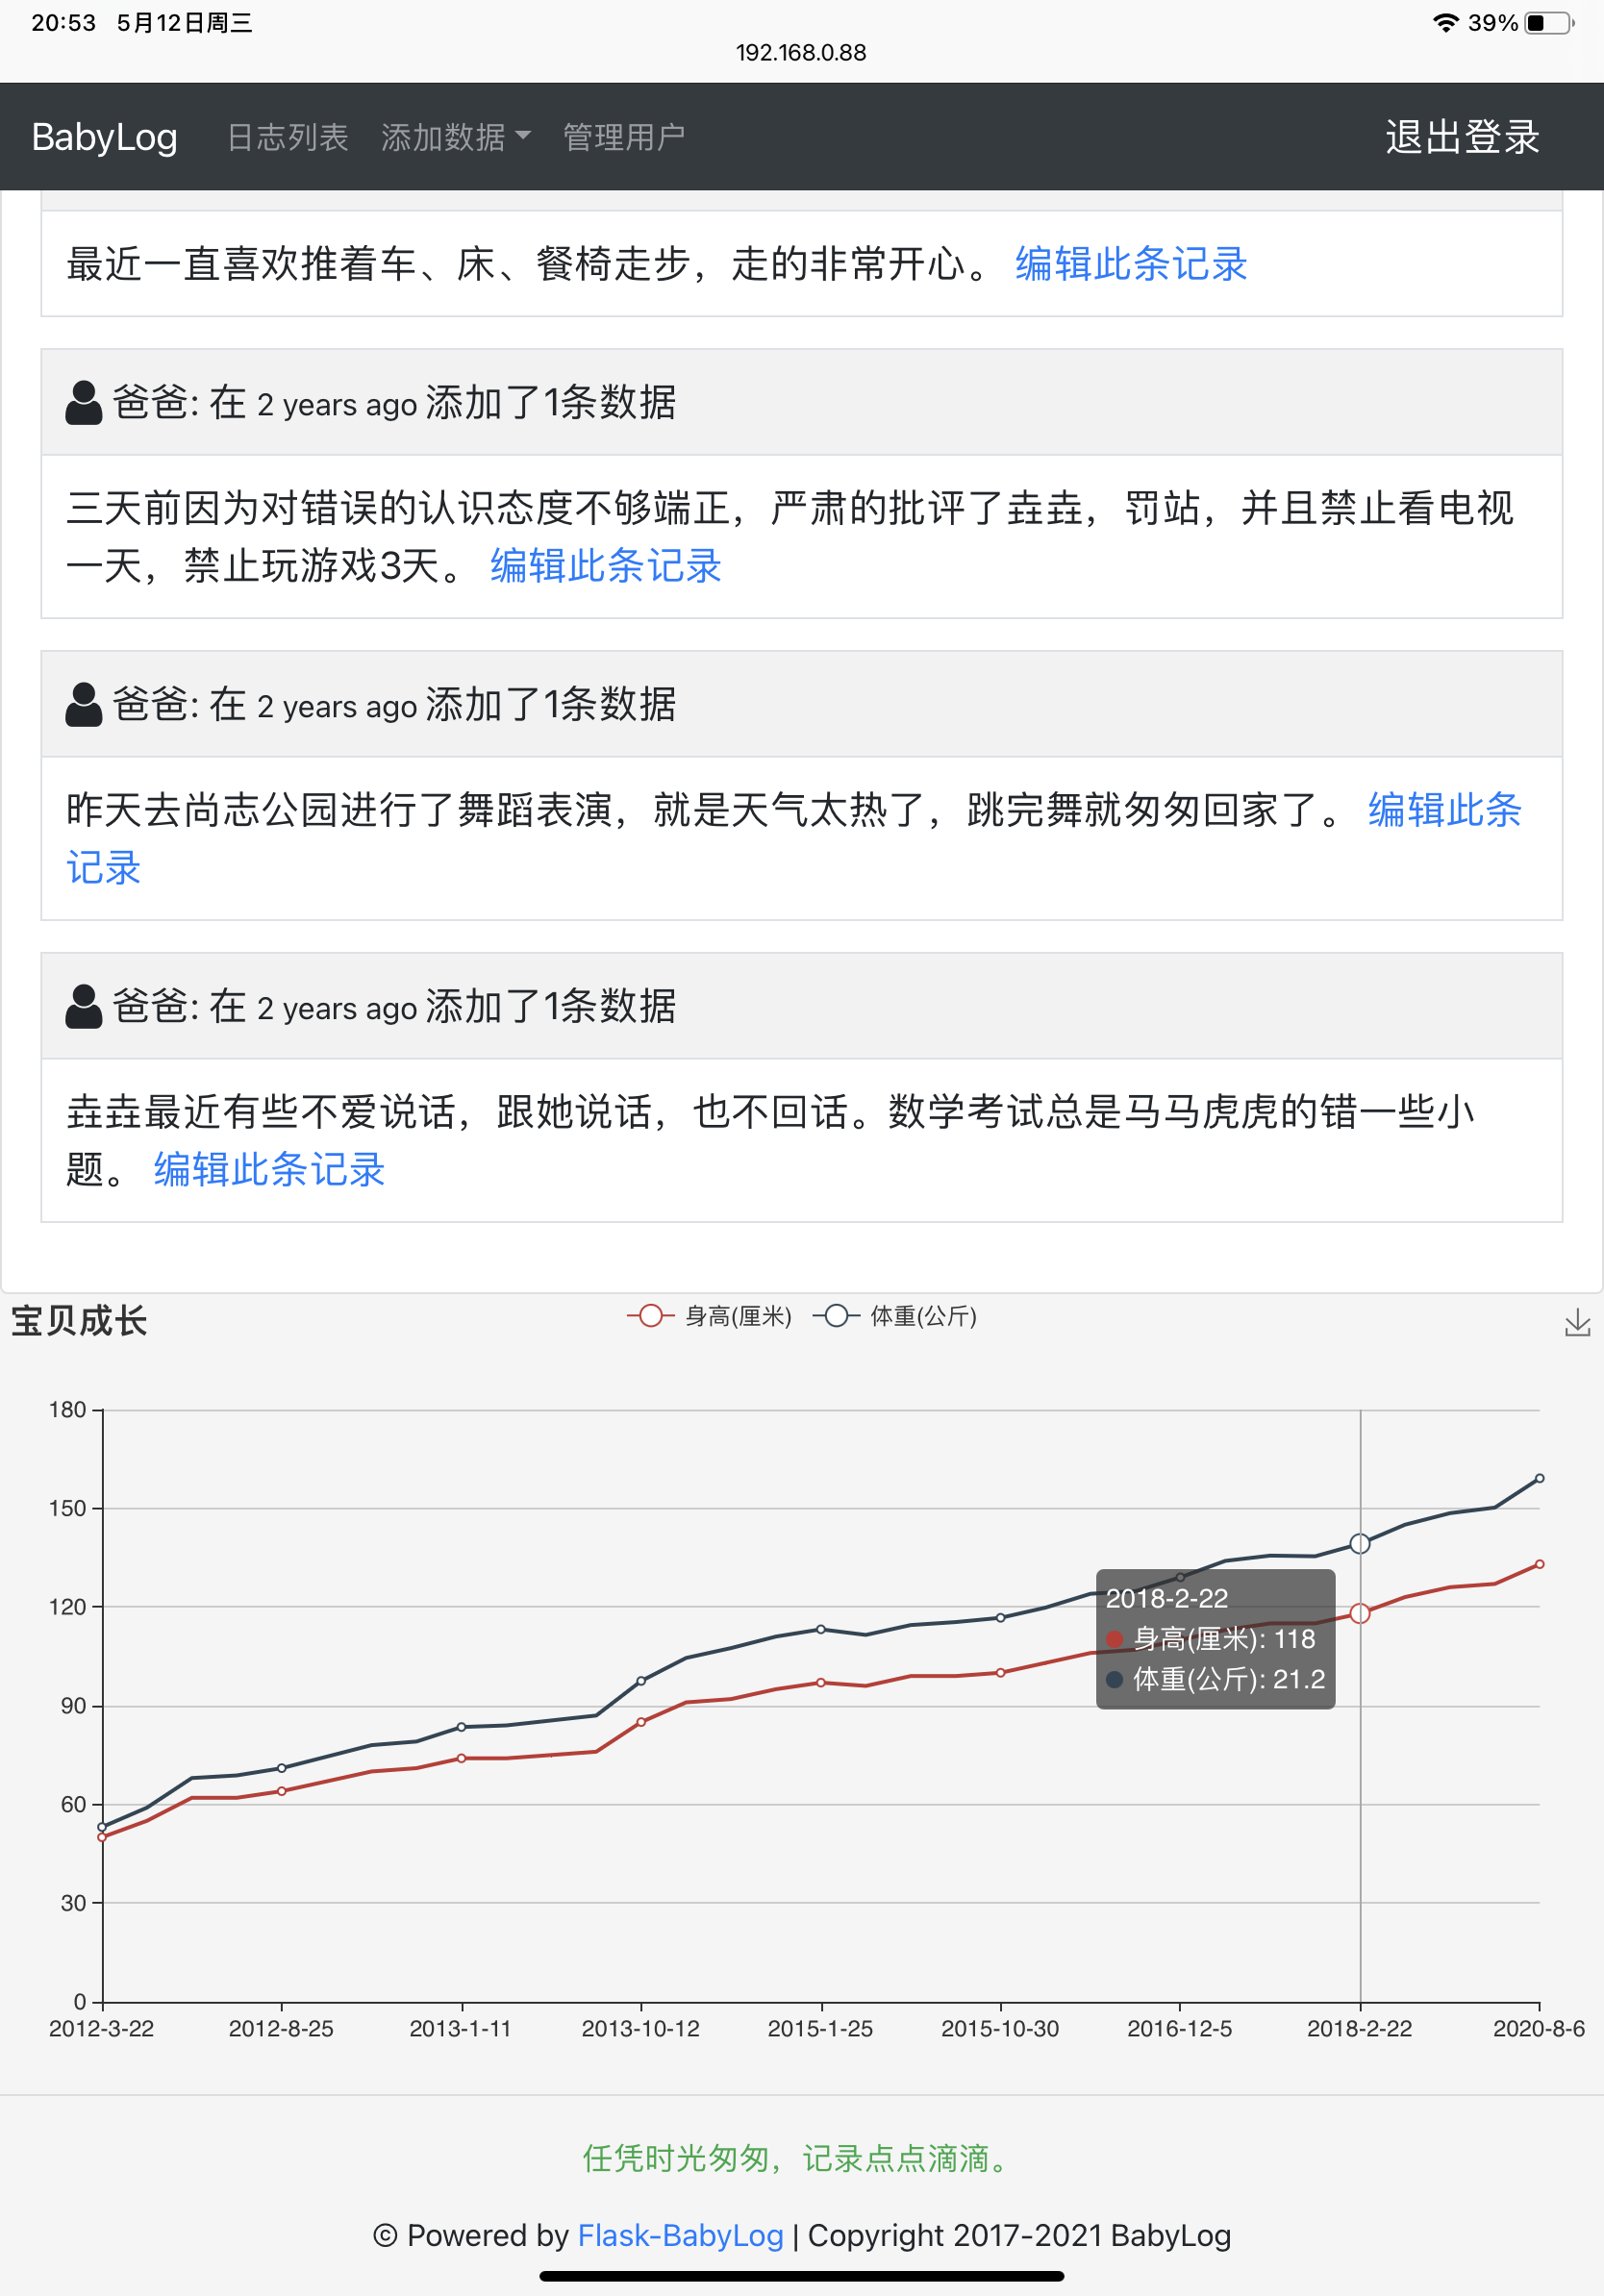 20:53 5月12日周三
39%
192.168.0.88
BabyLog 日志列表 添加数据 管理用户 退出登录
最近一直喜欢推着车、床、餐椅走步，走的非常开心。 编辑此条记录
爸爸: 在 2 years ago 添加了1条数据
三天前因为对错误的认识态度不够端正，严肃的批评了垚垚，罚站，并且禁止看电视
一天，禁止玩游戏3天。 编辑此条记录
爸爸: 在 2 years ago 添加了1条数据
昨天去尚志公园进行了舞蹈表演，就是天气太热了，跳完舞就匆匆回家了。 编辑此条
记录
爸爸: 在 2 years ago 添加了1条数据
垚垚最近有些不爱说话，跟她说话，也不回话。数学考试总是马马虎虎的错一些小
题。 编辑此条记录
宝贝成长
身高(厘米) 体重(公斤)
180
150
120
90
60
30
0
2018-2-22
身高(厘米): 118
体重(公斤): 21.2
2012-3-22 2012-8-25 2013-1-11 2013-10-12 2015-1-25 2015-10-30 2016-12-5 2018-2-22 2020-8-6
任凭时光匆匆，记录点点滴滴。
© Powered by Flask-BabyLog | Copyright 2017-2021 BabyLog